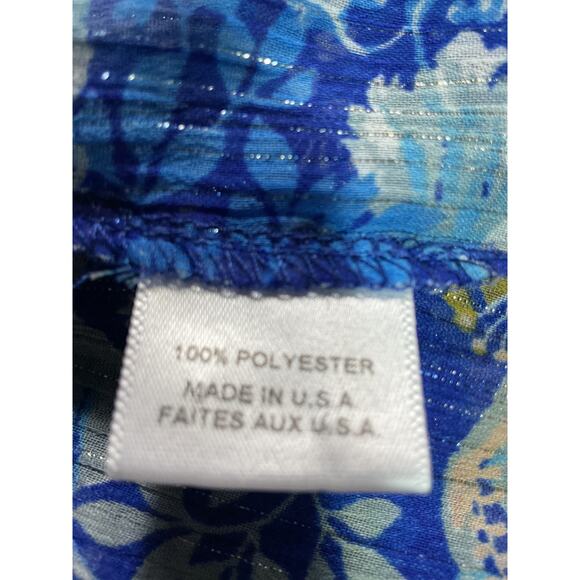 100% POLYESTER
MADE IN U.S.A.
FAITES AUX U.S.A.